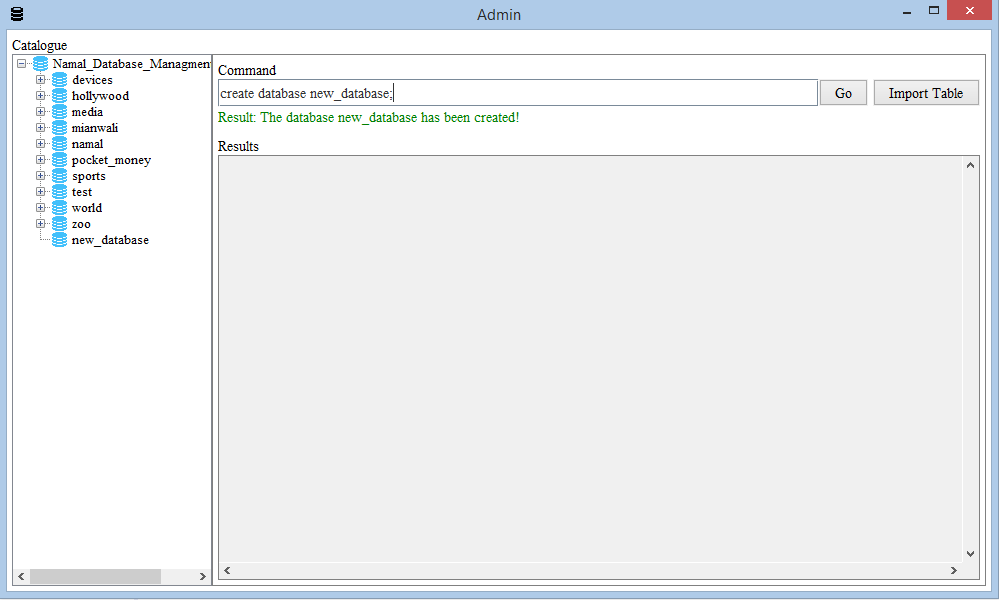 Admin
Catalogue
Namal_Database_Managmen
devices
hollywood
media
mianwali
namal
pocket_money
sports
test
world
zoo
new_database
Command
create database new_database;
Go
Import Table
Result: The database new_database has been created!
Results